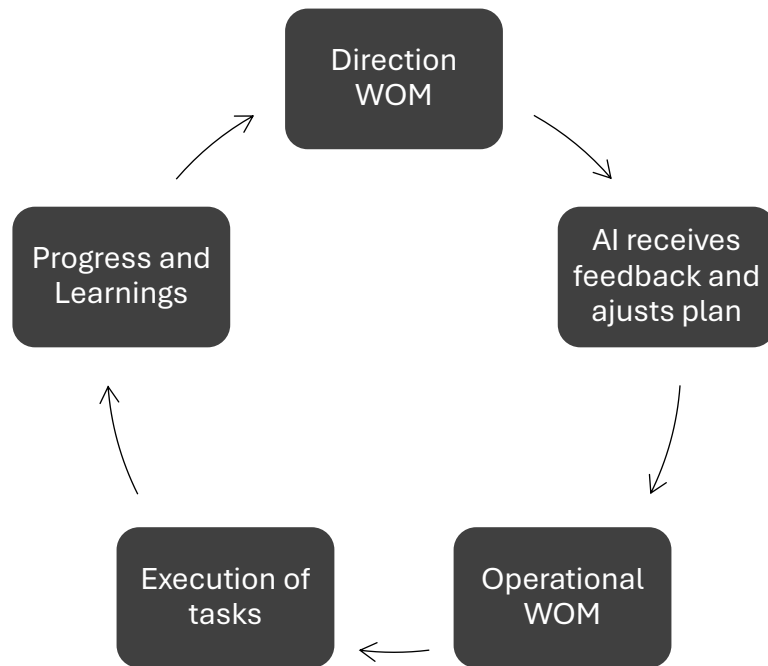 Direction
WOM
AI receives
feedback and
ajusts plan
Operational
WOM
Execution of
tasks
Progress and
Learnings